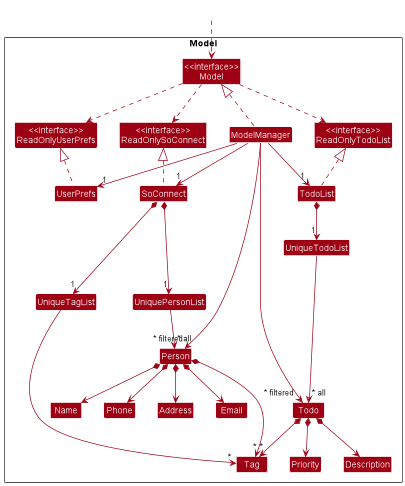 Model
<<interface>>
Model
<<interface>>
ReadOnlyUserPrefs
<<interface>>
ReadOnlySoConnect
ModelManager
<<interface>>
ReadOnlyTodoList
1
1
1
UserPrefs
SoConnect
TodoList
1
UniqueTodoList
1
1
UniqueTagList
UniquePersonList
* filtered
* all
Person
* filtered
* all
Name
Phone
Address
Email
Todo
*
*
*
Tag
Priority
Description